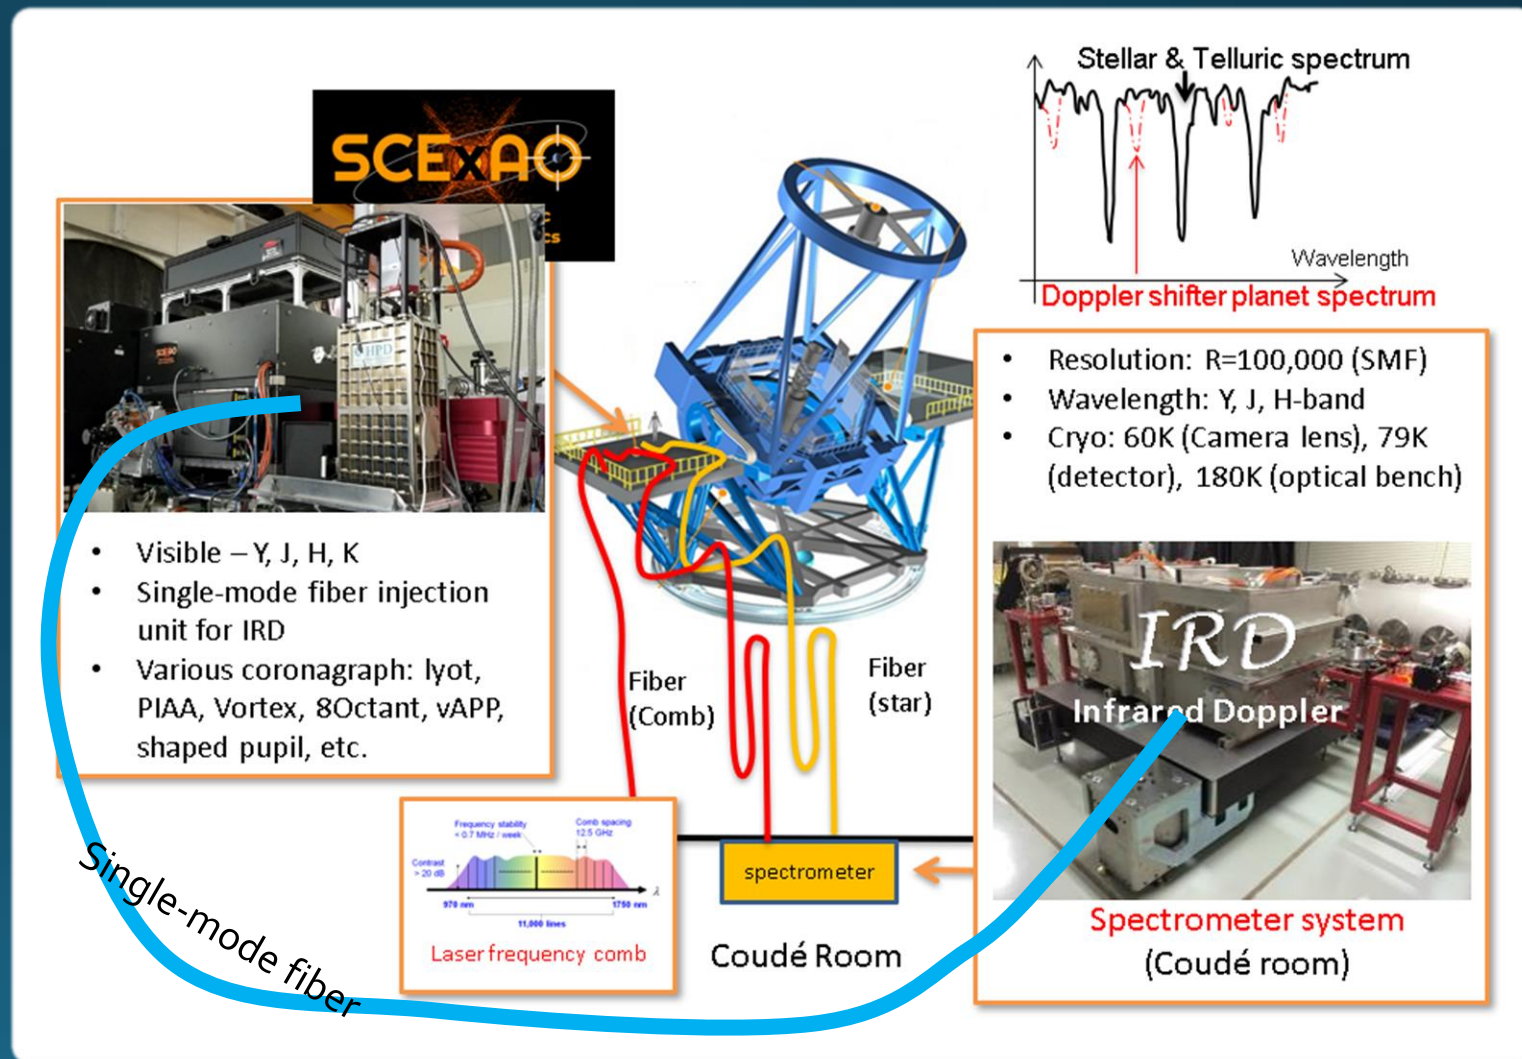 SCExAO
c
cs
SCExAO
HPD
• Visible – Y, J, H, K
• Single-mode fiber injection
unit for IRD
• Various coronagraph: lyot,
PIAA, Vortex, 8Octant, vAPP,
shaped pupil, etc.
Stellar & Telluric spectrum
Wavelength
Doppler shifter planet spectrum
• Resolution: R=100,000 (SMF)
• Wavelength: Y, J, H-band
• Cryo: 60K (Camera lens), 79K
(detector), 180K (optical bench)
IRD
Infrared Doppler
Spectrometer system
(Coudé room)
Fiber
(Comb)
Fiber
(star)
spectrometer
Coudé Room
Frequency stability
< 0.7 MHz / week
Comb spacing
12.5 GHz
Contrast
> 20 dB
λ
970 nm
1750 nm
11,000 lines
Laser frequency comb
Single-mode fiber